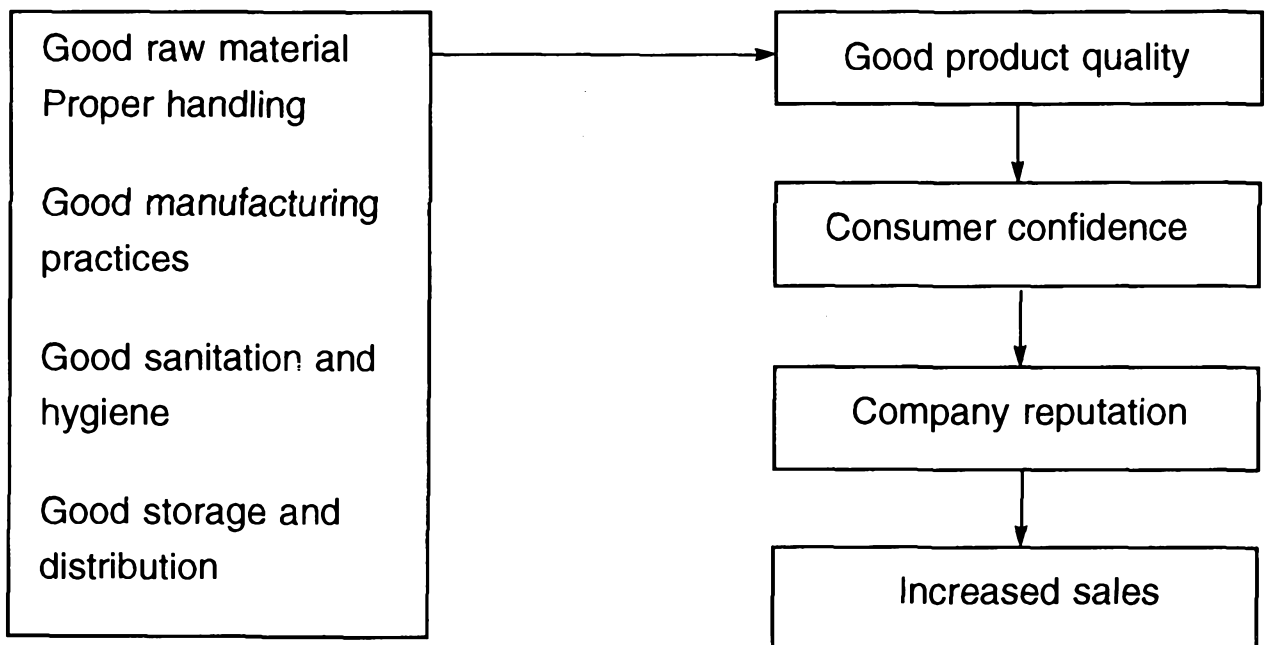 Good raw material
Proper handling
Good manufacturing
practices
Good sanitation and
hygiene
Good storage and
distribution
Good product quality
Consumer confidence
Company reputation
Increased sales